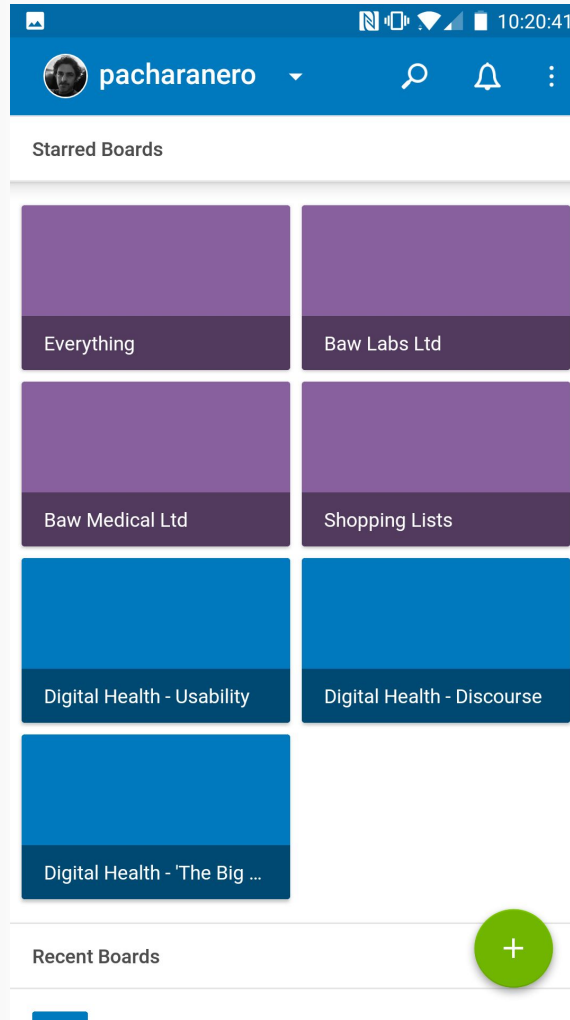 10:20:41
pacharanero
Starred Boards
Everything
Baw Labs Ltd
Baw Medical Ltd
Shopping Lists
Digital Health - Usability
Digital Health - Discourse
Digital Health - 'The Big ...
Recent Boards